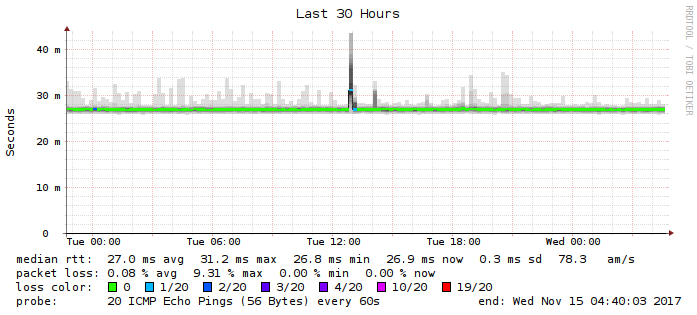 Last 30 Hours
RRDTOOL / TOBI OETIKER
Seconds
40 m
30 m
20 m
10 m
0
Tue 00:00 Tue 06:00 Tue 12:00 Tue 18:00 Wed 00:00
median rtt: 27.0 ms avg 31.2 ms max 26.8 ms min 26.9 ms now 0.3 ms sd 78.3 am/s
packet loss: 0.08 % avg 9.31 % max 0.00 % min 0.00 % now
loss color: 0 1/20 2/20 3/20 4/20 10/20 19/20
probe: 20 ICMP Echo Pings (56 Bytes) every 60s end: Wed Nov 15 04:40:03 2017